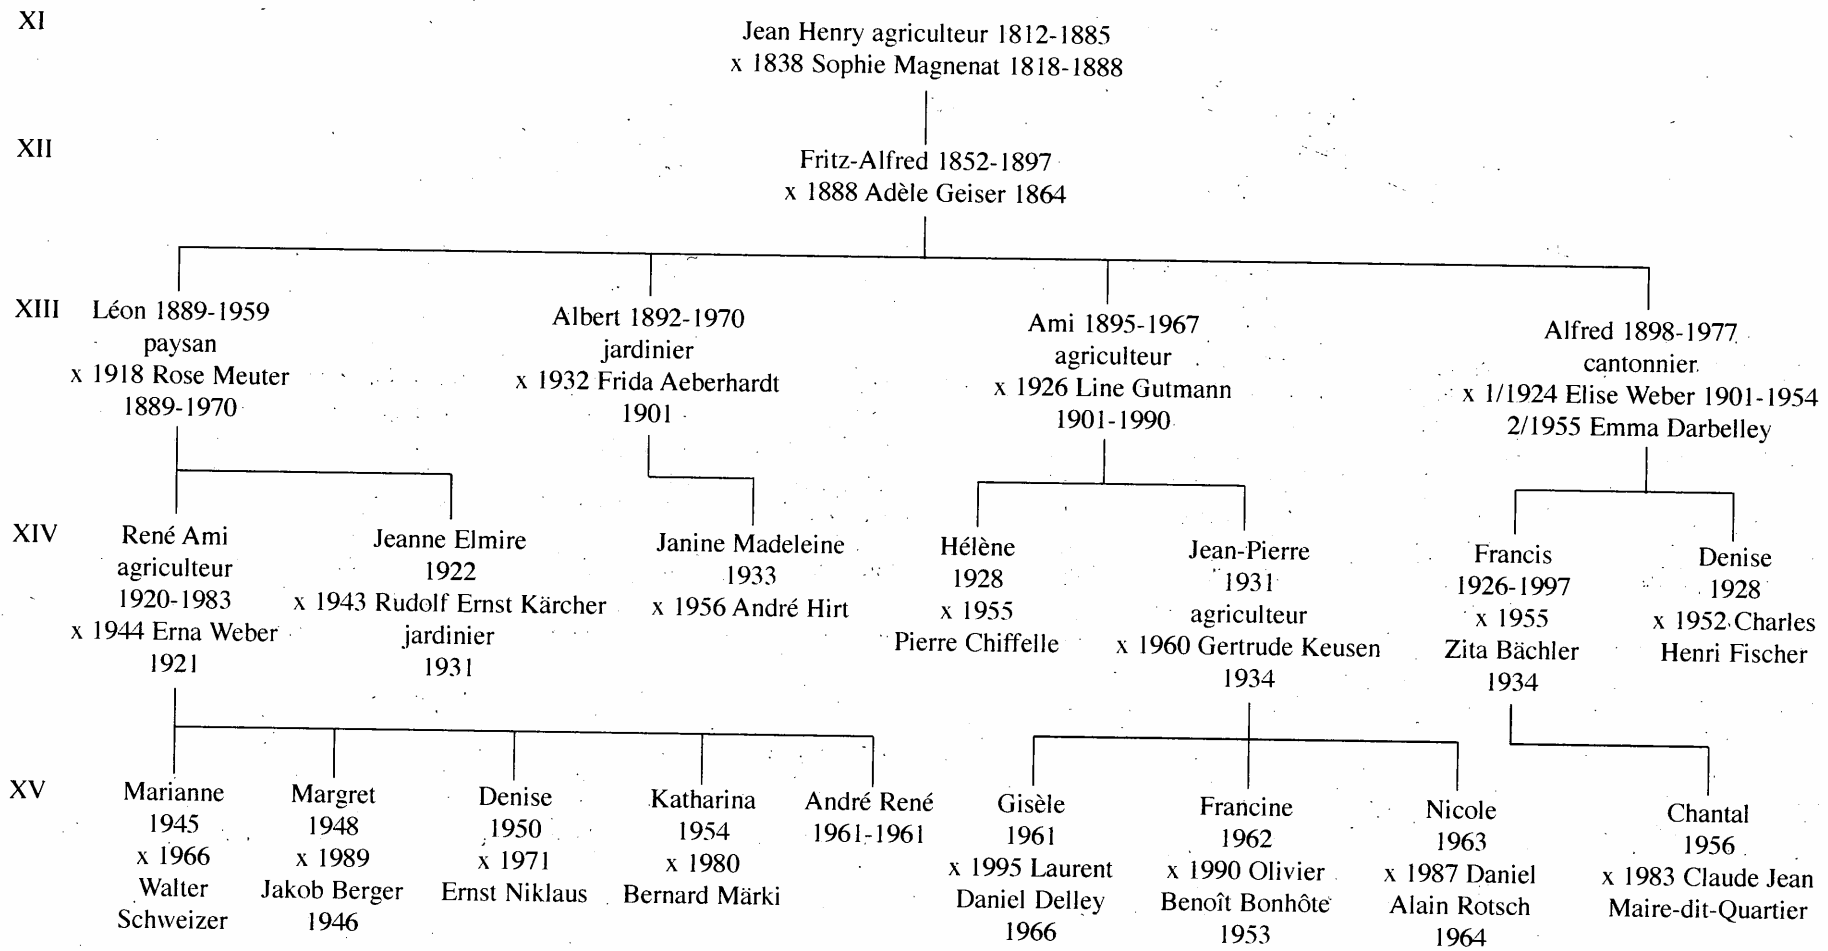 XI
Jean Henry agriculteur 1812-1885
x 1838 Sophie Magnenat 1818-1888
XII
Fritz-Alfred 1852-1897
x 1888 Adèle Geiser 1864
XIII
Léon 1889-1959
paysan
x 1918 Rose Meuter
1889-1970
Albert 1892-1970
jardinier
x 1932 Frida Aeberhardt
1901
Ami 1895-1967
agriculteur
x 1926 Line Gutmann
1901-1990
Alfred 1898-1977
cantonnier
x 1/1924 Elise Weber 1901-1954
2/1955 Emma Darbelley
XIV
René Ami
agriculteur
1920-1983
x 1944 Erna Weber
1921
Jeanne Elmire
1922
x 1943 Rudolf Ernst Kärcher
jardinier
1931
Janine Madeleine
1933
x 1956 André Hirt
Hélène
1928
x 1955
Pierre Chiffelle
Jean-Pierre
1931
agriculteur
x 1960 Gertrude Keusen
1934
Francis
1926-1997
x 1955
Zita Bächler
1934
Denise
1928
x 1952 Charles
Henri Fischer
XV
Marianne
1945
x 1966
Walter
Schweizer
Margret
1948
x 1989
Jakob Berger
1946
Denise
1950
x 1971
Ernst Niklaus
Katharina
1954
x 1980
Bernard Märki
André René
1961-1961
Gisèle
1961
x 1995 Laurent
Daniel Delley
1966
Francine
1962
x 1990 Olivier
Benoît Bonhôte
1953
Nicole
1963
x 1987 Daniel
Alain Rotsch
1964
Chantal
1956
x 1983 Claude Jean
Maire-dit-Quartier